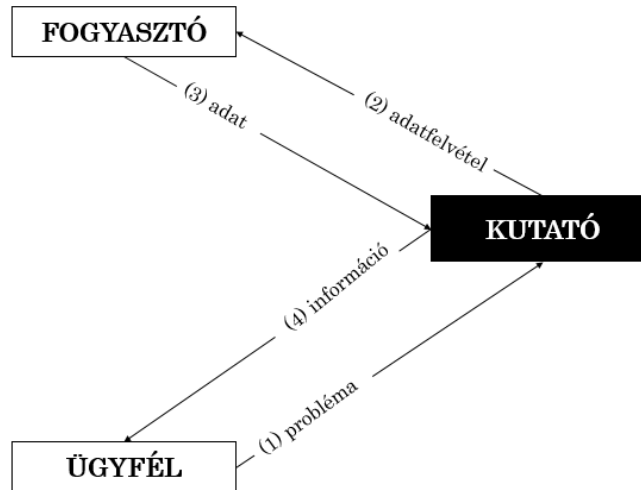 FOGYASZTÓ
(3) adat
(2) adatfelvétel
KUTATÓ
(4) információ
(1) probléma
ÜGYFÉL